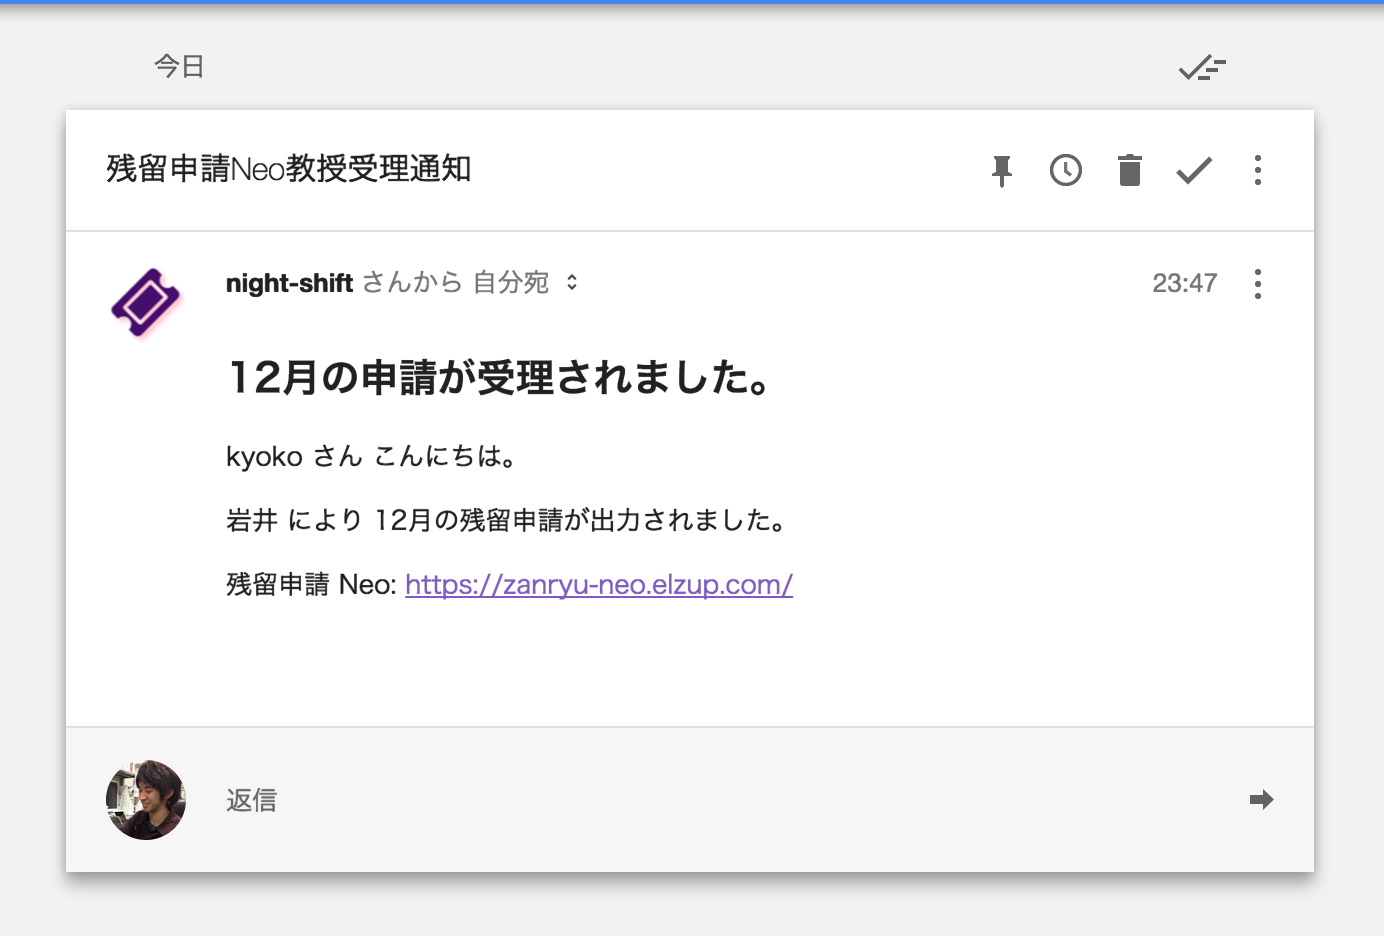 今日
残留申請Neo教授受理通知
night-shift さんから 自分宛
23:47
12月の申請が受理されました。
kyoko さん こんにちは。
岩井 により 12月の残留申請が出力されました。
残留申請 Neo: https://zanryu-neo.elzup.com/
返信